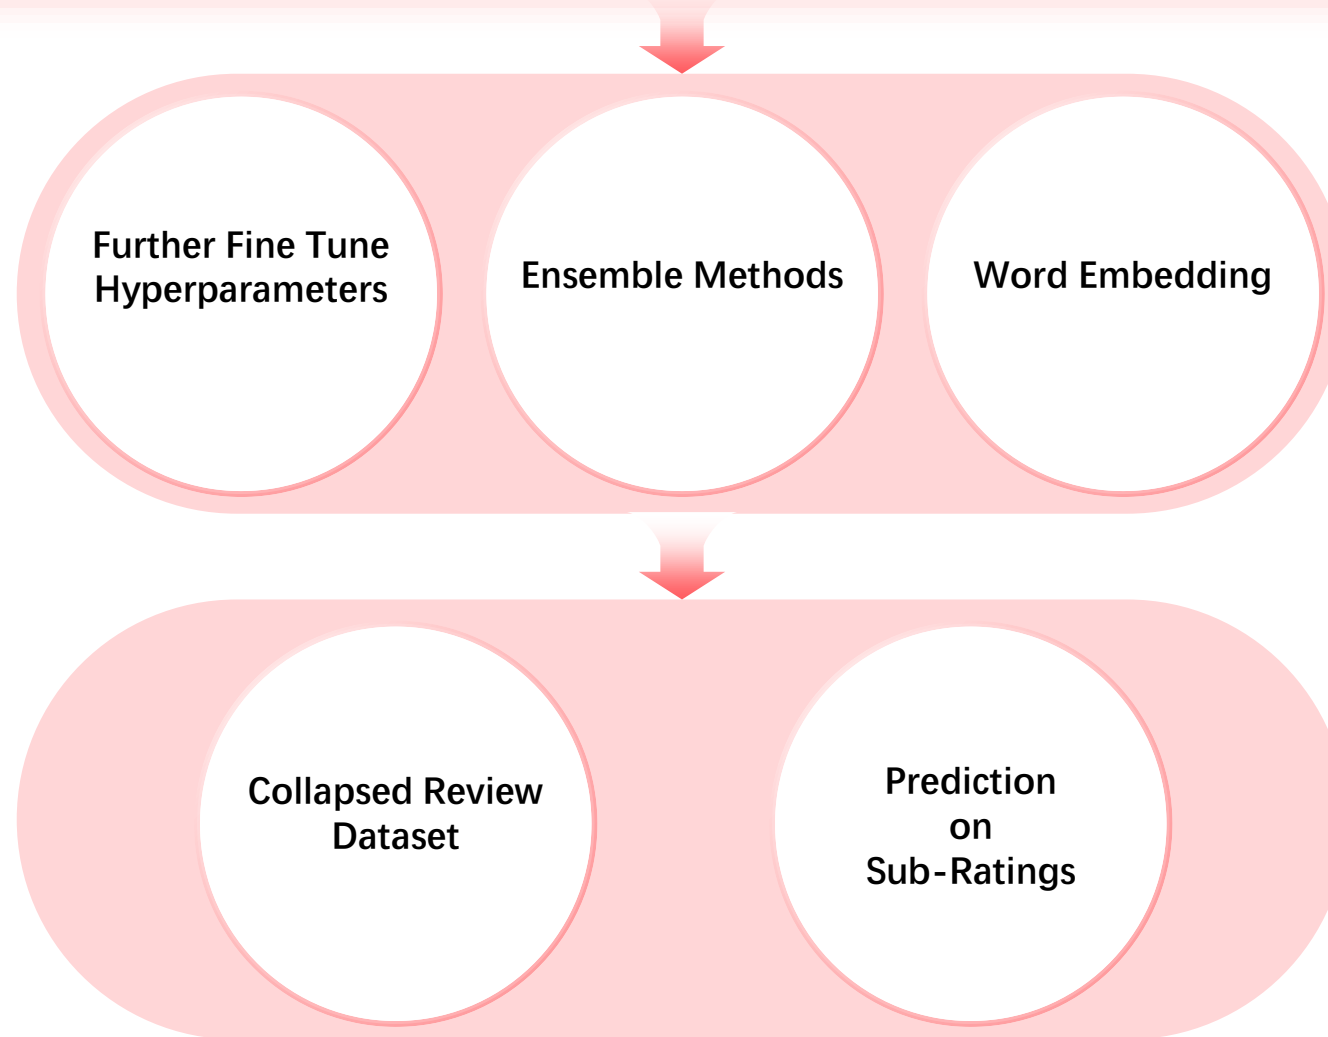 Further Fine Tune
Hyperparameters
Ensemble Methods
Word Embedding
Collapsed Review
Dataset
Prediction
on
Sub-Ratings